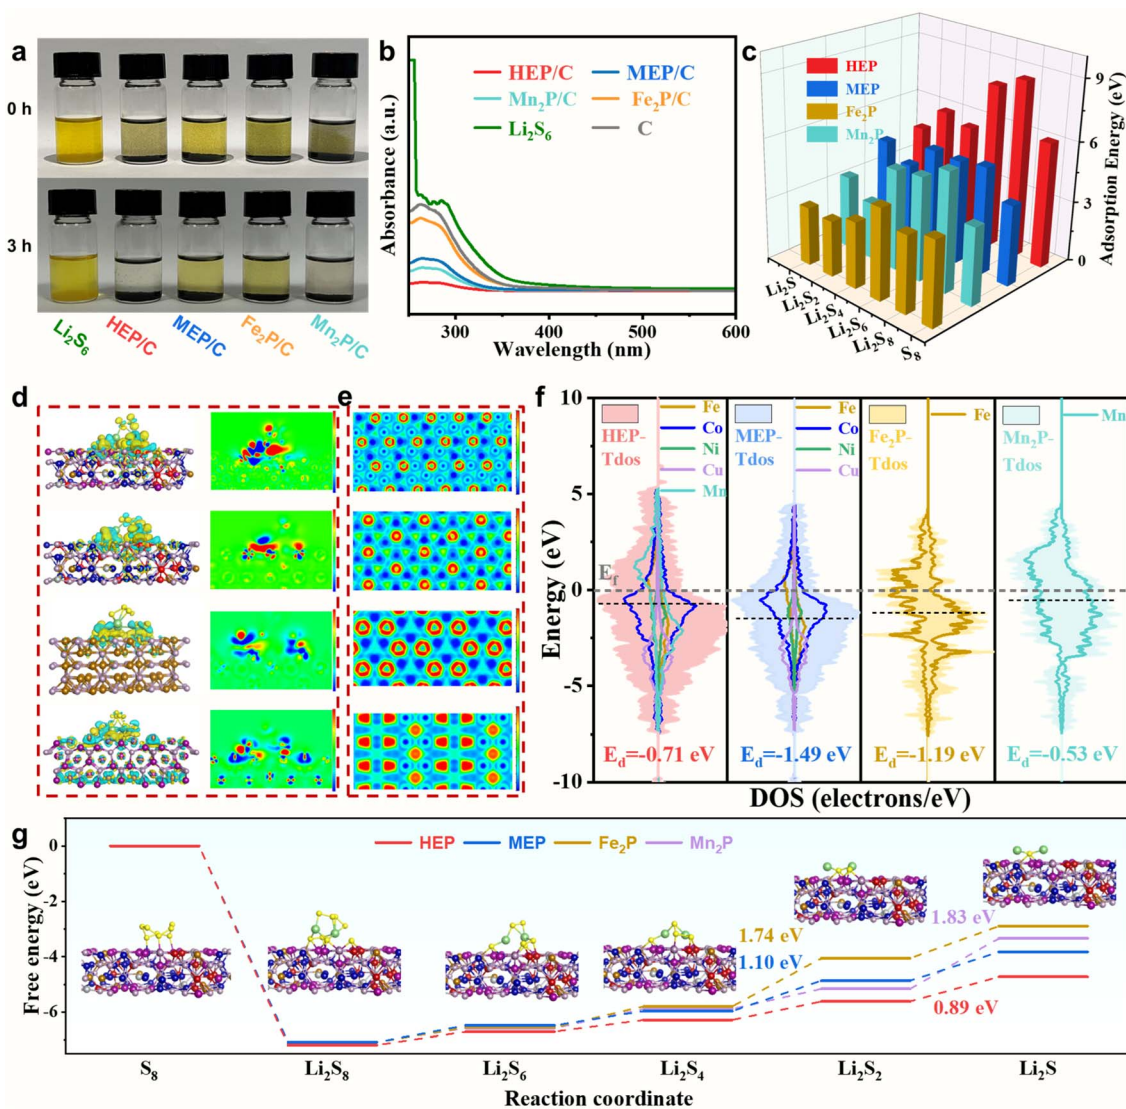 a
0 h
3 h
Li₂S₆
HEP/C
MEP/C
Fe₂P/C
Mn₂P/C
b
HEP/C
MEP/C
Mn₂P/C
Fe₂P/C
Li₂S₆
C
Absorbance (a.u.)
300
400
500
600
Wavelength (nm)
c
HEP
MEP
Fe₂P
Mn₂P
9
6
3
0
Adsorption Energy (eV)
Li₂S
Li₂S₂
Li₂S₄
Li₂S₆
Li₂S₈
S₈
d
e
f
10
5
0
-5
-10
Energy (eV)
E_f
HEP-
Tdos
Fe
Co
Ni
Cu
Mn
E_d=-0.71 eV
MEP-
Tdos
Fe
Co
Ni
Cu
E_d=-1.49 eV
Fe₂P-
Tdos
Fe
E_d=-1.19 eV
Mn₂P-
Tdos
Mn
E_d=-0.53 eV
DOS (electrons/eV)
g
HEP
MEP
Fe₂P
Mn₂P
0
-2
-4
-6
Free energy (eV)
1.74 eV
1.10 eV
1.83 eV
0.89 eV
S₈
Li₂S₈
Li₂S₆
Li₂S₄
Li₂S₂
Li₂S
Reaction coordinate